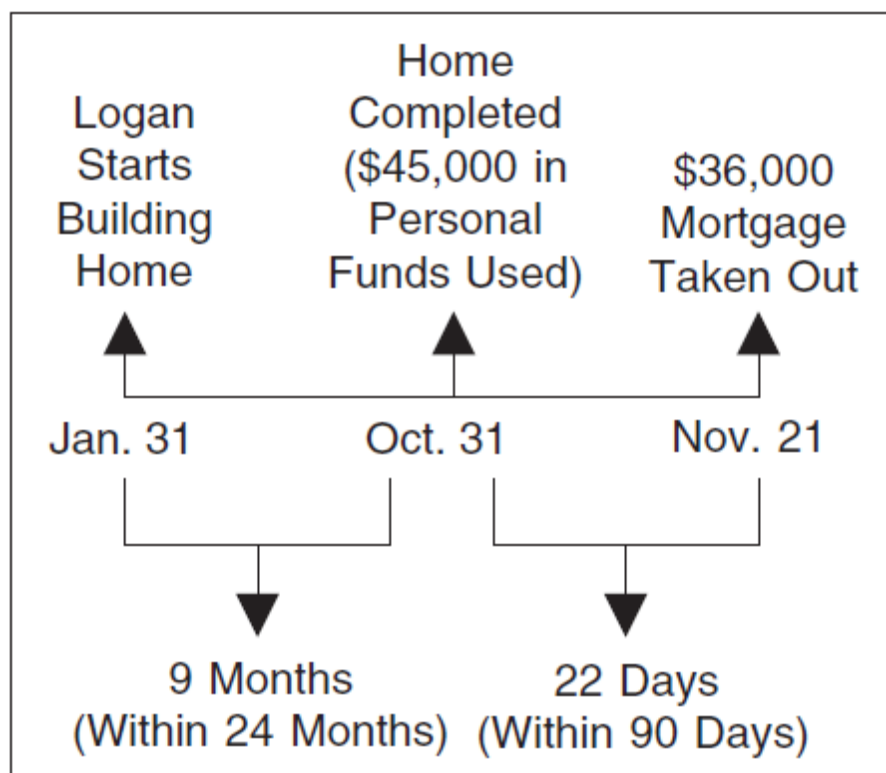 Logan
Starts
Building
Home
Home
Completed
($45,000 in
Personal
Funds Used)
$36,000
Mortgage
Taken Out
Jan. 31
Oct. 31
Nov. 21
9 Months
(Within 24 Months)
22 Days
(Within 90 Days)